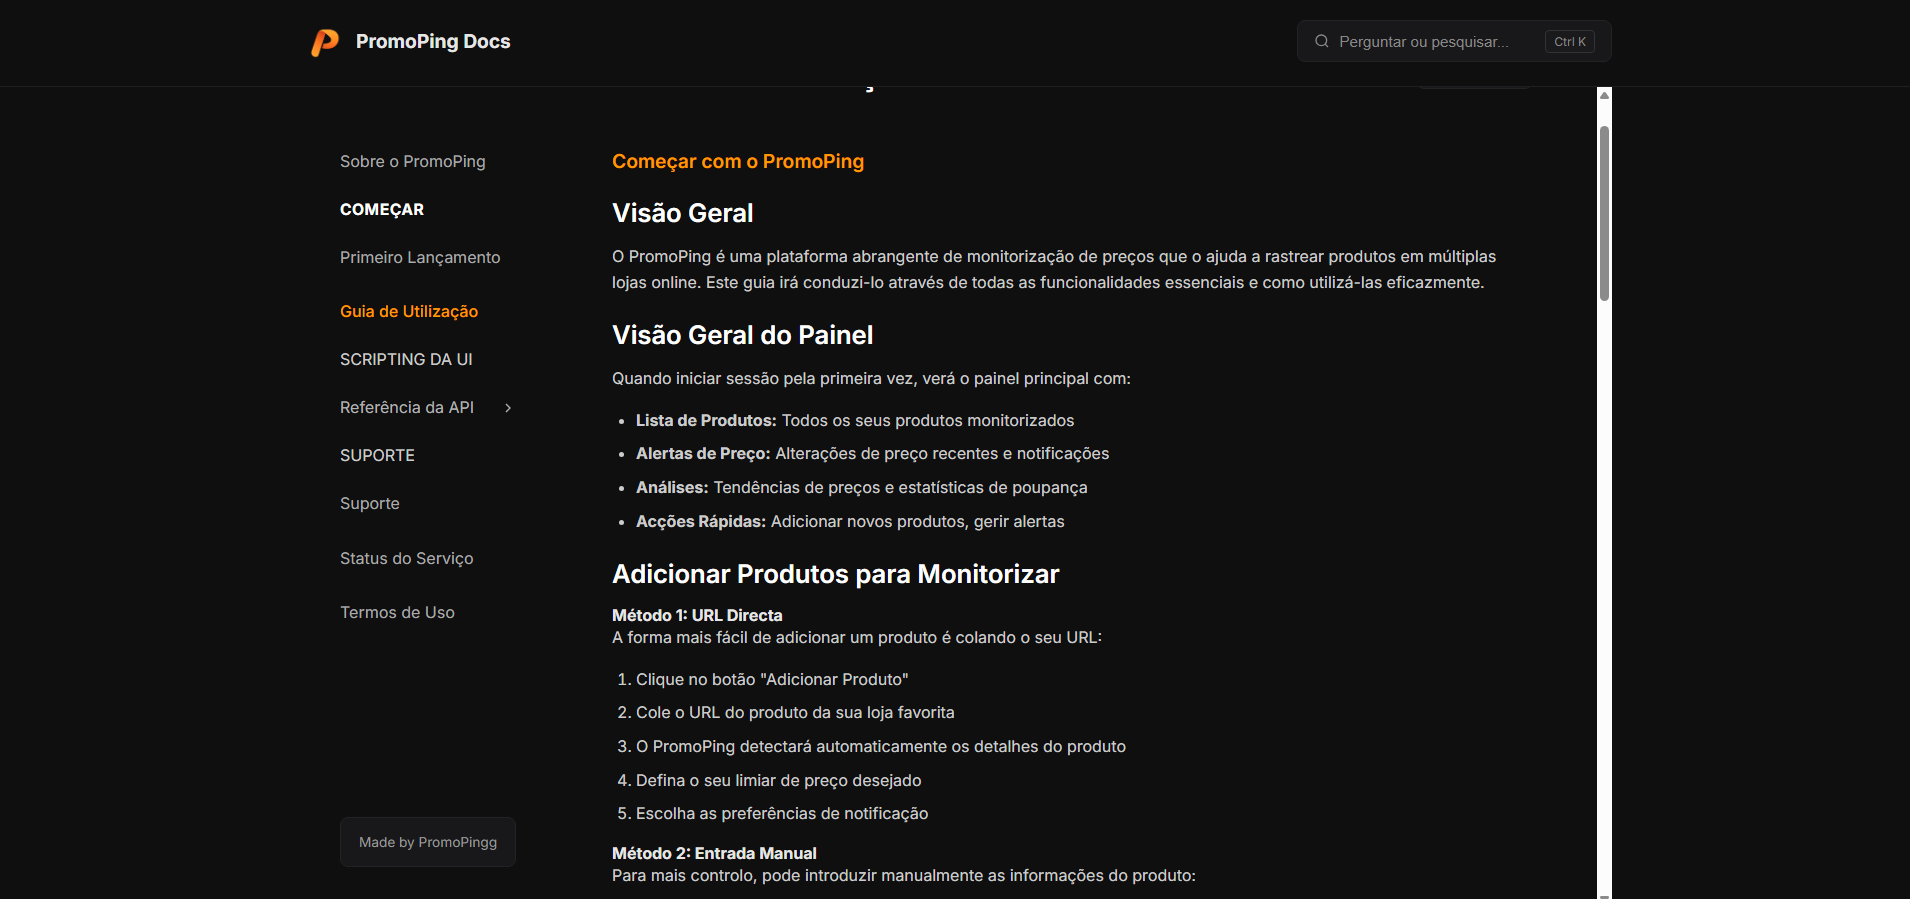 PromoPing Docs
Perguntar ou pesquisar...
Ctrl K
Sobre o PromoPing
COMEÇAR
Primeiro Lançamento
Guia de Utilização
SCRIPTING DA UI
Referência da API
SUPORTE
Suporte
Status do Serviço
Termos de Uso
Made by PromoPingg
Começar com o PromoPing
Visão Geral
O PromoPing é uma plataforma abrangente de monitorização de preços que o ajuda a rastrear produtos em múltiplas
lojas online. Este guia irá conduzi-lo através de todas as funcionalidades essenciais e como utilizá-las eficazmente.
Visão Geral do Painel
Quando iniciar sessão pela primeira vez, verá o painel principal com:
• Lista de Produtos: Todos os seus produtos monitorizados
• Alertas de Preço: Alterações de preço recentes e notificações
• Análises: Tendências de preços e estatísticas de poupança
• Acções Rápidas: Adicionar novos produtos, gerir alertas
Adicionar Produtos para Monitorizar
Método 1: URL Directa
A forma mais fácil de adicionar um produto é colando o seu URL:
1. Clique no botão "Adicionar Produto"
2. Cole o URL do produto da sua loja favorita
3. O PromoPing detectará automaticamente os detalhes do produto
4. Defina o seu limiar de preço desejado
5. Escolha as preferências de notificação
Método 2: Entrada Manual
Para mais controlo, pode introduzir manualmente as informações do produto: